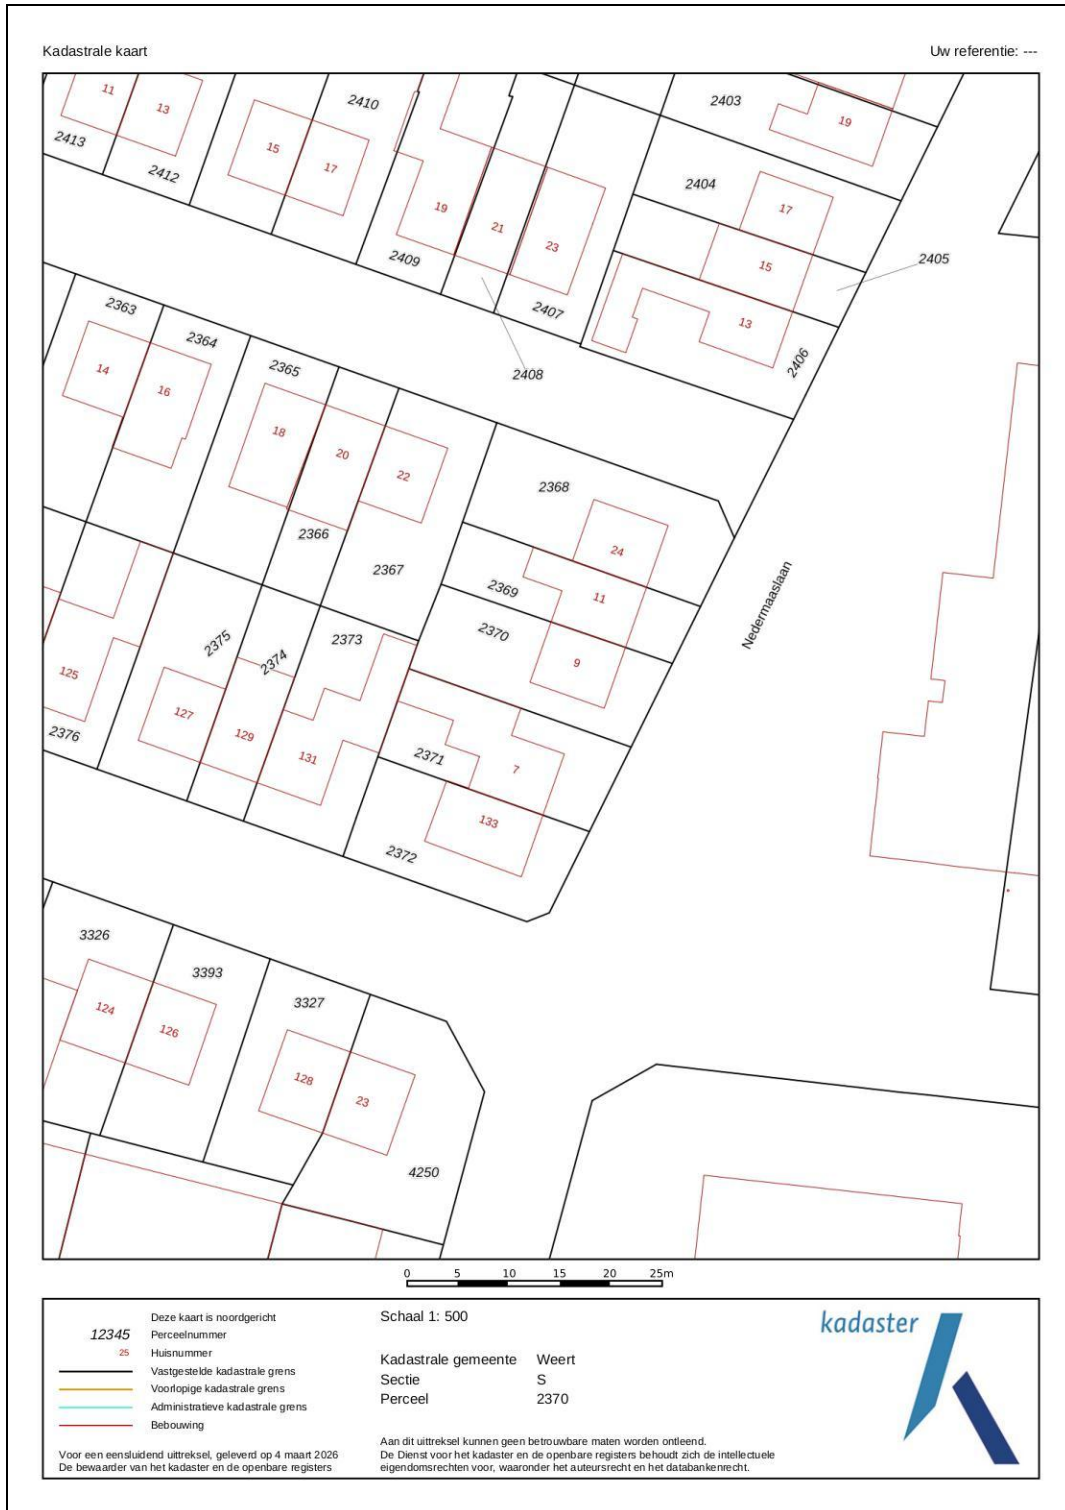 Kadastrale kaart
Uw referentie: ---
11
13
2413
2412
15
17
2410
19
21
23
2409
2407
2408
2403
19
2404
17
15
2405
13
2406
2363
14
2364
16
2365
18
20
22
2366
2367
2368
24
2369
11
2370
9
Nedermaaslaan
2375
2374
2373
125
127
129
131
2376
2371
7
133
2372
3326
124
3393
126
3327
128
23
4250
0 5 10 15 20 25m
Deze kaart is noordgericht
12345 Perceelnummer
25 Huisnummer
Vastgestelde kadastrale grens
Voorlopige kadastrale grens
Administratieve kadastrale grens
Bebouwing
Voor een eensluidend uittreksel, geleverd op 4 maart 2026
De bewaarder van het kadaster en de openbare registers
Schaal 1: 500
Kadastrale gemeente Weert
Sectie S
Perceel 2370
Aan dit uittreksel kunnen geen betrouwbare maten worden ontleend.
De Dienst voor het kadaster en de openbare registers behoudt zich de intellectuele
eigendomsrechten voor, waaronder het auteursrecht en het databankenrecht.
kadaster